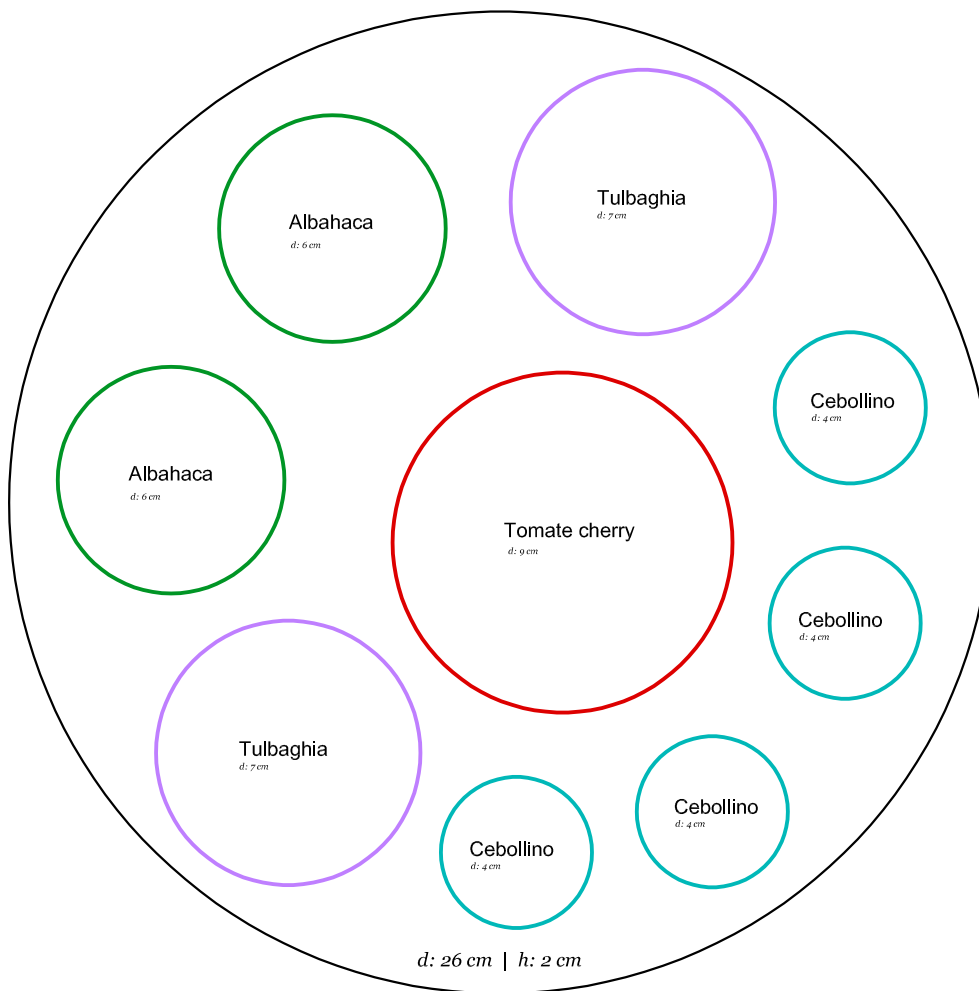 Tulbaghia
d: 7 cm
Albahaca
d: 6 cm
Cebollino
d: 4 cm
Albahaca
d: 6 cm
Tomate cherry
d: 9 cm
Cebollino
d: 4 cm
Tulbaghia
d: 7 cm
Cebollino
d: 4 cm
Cebollino
d: 4 cm
d: 26 cm | h: 2 cm